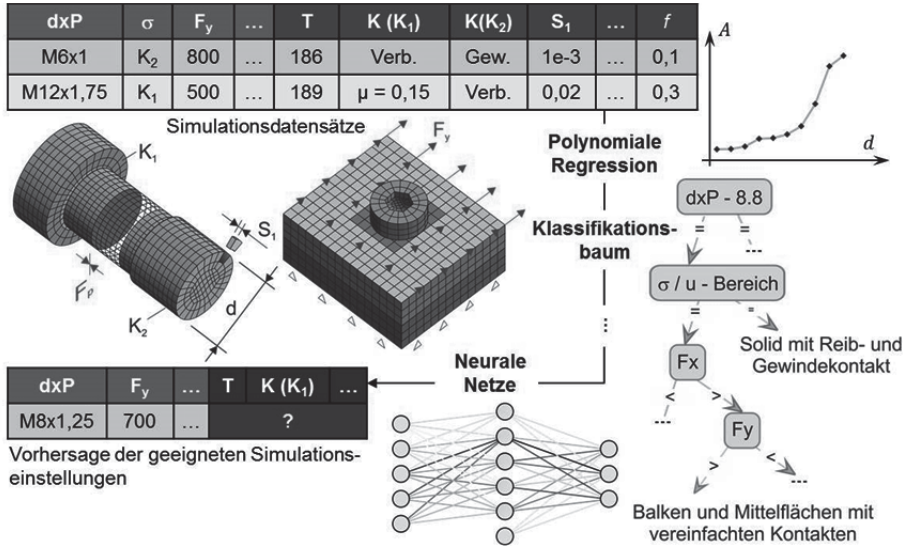 dxP σ Fy ... T K (K1) K(K2) S1 ... f
M6x1 K2 800 ... 186 Verb. Gew. 1e-3 ... 0,1
M12x1,75 K1 500 ... 189 μ = 0,15 Verb. 0,02 ... 0,3
Simulationsdatensätze
K1
S1
Fρ
d
K2
Fy
Polynomiale
Regression
Klassifikations-
baum
...
Neurale
Netze
A
d
dxP - 8.8
= =
---
σ / u - Bereich
= =
Solid mit Reib- und
Gewindekontakt
Fx
< >
---
Fy
> <
---
Balken und Mittelflächen mit
vereinfachten Kontakten
dxP Fy ... T K (K1) ...
M8x1,25 700 ... ?
Vorhersage der geeigneten Simulations-
einstellungen